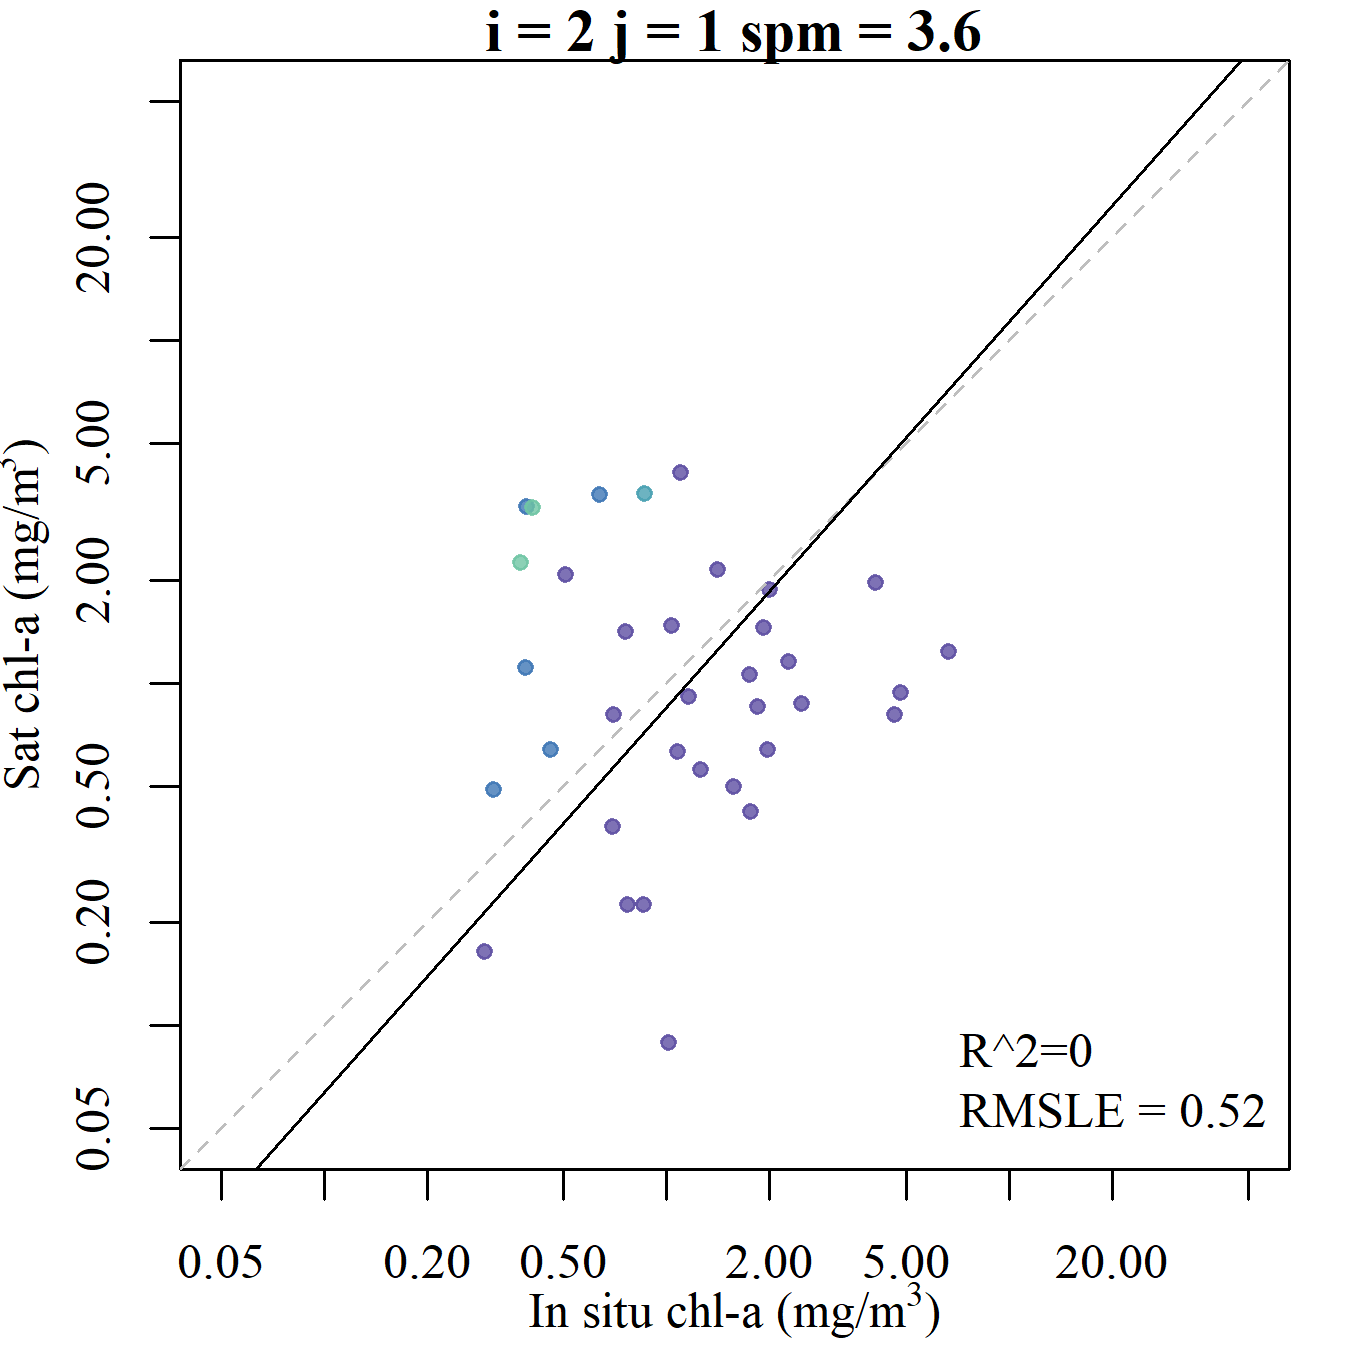 i = 2 j = 1 spm = 3.6
Sat chl-a (mg/m³)
20.00
5.00
2.00
0.50
0.20
0.05
R^2=0
RMSLE = 0.52
0.05 0.20 0.50 2.00 5.00 20.00
In situ chl-a (mg/m³)